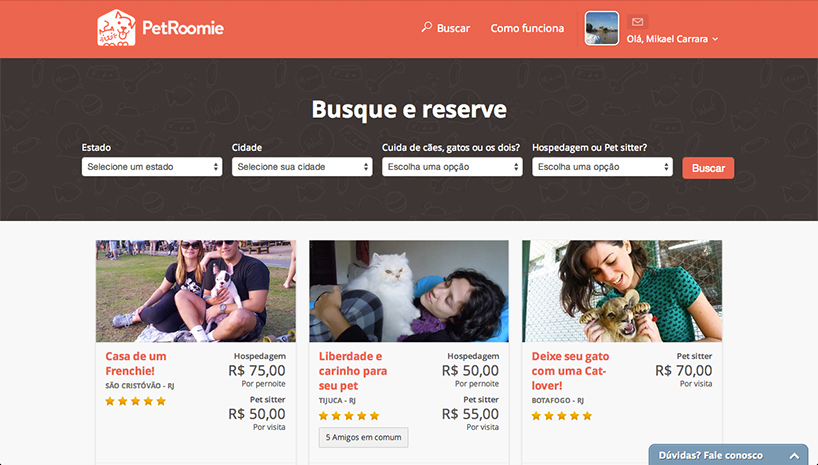 PetRoomie
Buscar
Como funciona
Olá, Mikael Carrara
Busque e reserve
Estado
Cidade
Cuida de cães, gatos ou os dois?
Hospedagem ou Pet sitter?
Selecione um estado
Selecione sua cidade
Escolha uma opção
Escolha uma opção
Buscar
Casa de um
Frenchie!
SÃO CRISTÓVÃO - RJ
Hospedagem
R$ 75,00
Por pernoite
Pet sitter
R$ 50,00
Por visita
Liberdade e
carinho para
seu pet
TIJUCA - RJ
5 Amigos em comum
Hospedagem
R$ 50,00
Por pernoite
Pet sitter
R$ 55,00
Por visita
Deixe seu gato
com uma Cat-
lover!
BOTAFOGO - RJ
Pet sitter
R$ 70,00
Por visita
Dúvidas? Fale conosco